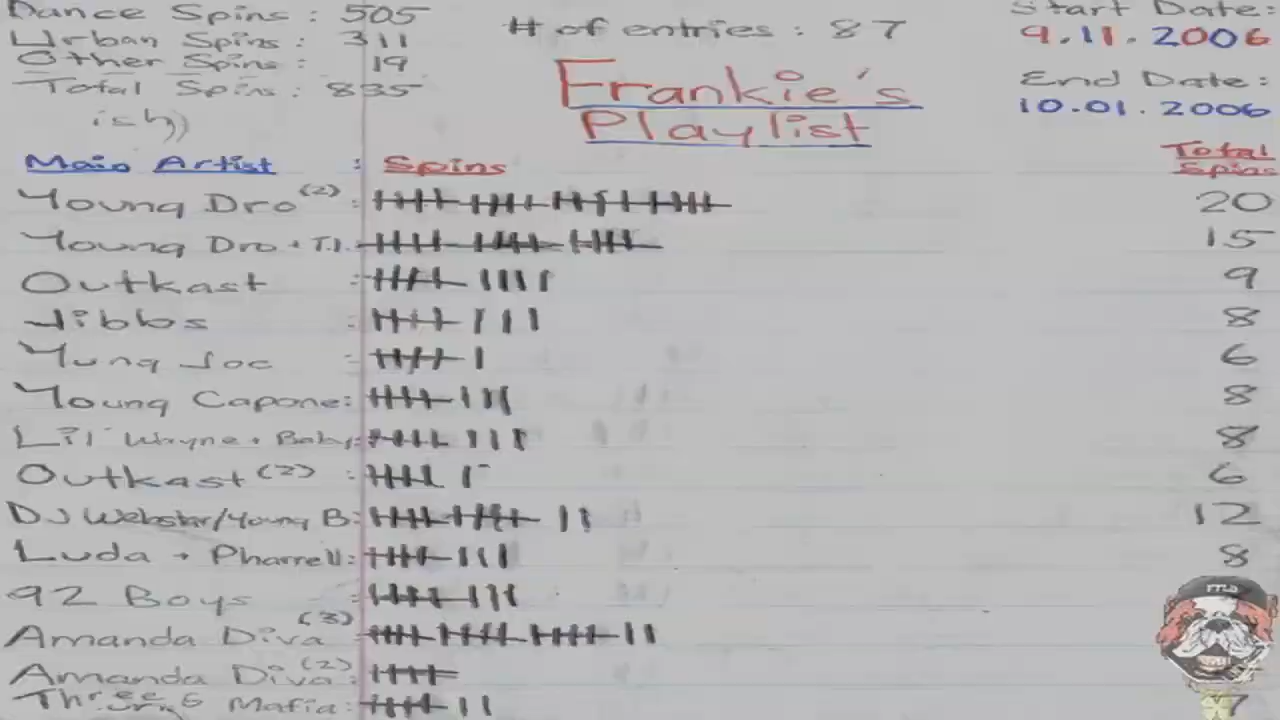 Dance Spins : 505
Urban Spins : 311
Other Spins : 19
Total Spins : 835
ish))
# of entries : 87
Frankie's
Playlist
Start Date:
9.11.2006
End Date:
10.01.2006
Main Artist : Spins Total Spins
Young Dro (2) : 20
Young Dro + T.I. 15
Outkast : 9
Jibbs : 8
Yung Joc : 6
Young Capone : 8
Lil' Wayne + Baby : 8
Outkast (2) : 6
DJ Webstar/Young B : 12
Luda + Pharrell : 8
92 Boys :
Amanda Diva (3)
Amanda Diva (2) :
Three 6 Mafia : 7